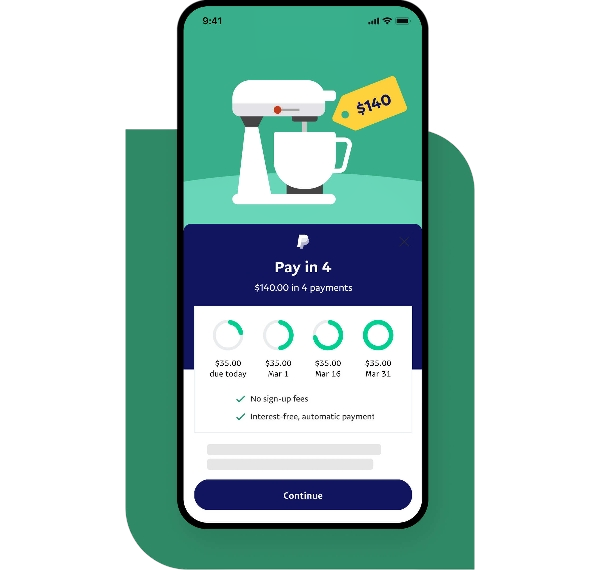 9:41
$140
Pay in 4
$140.00 in 4 payments
$35.00 $35.00 $35.00 $35.00
due today Mar 1 Mar 16 Mar 31
No sign-up fees
Interest-free, automatic payment
Continue